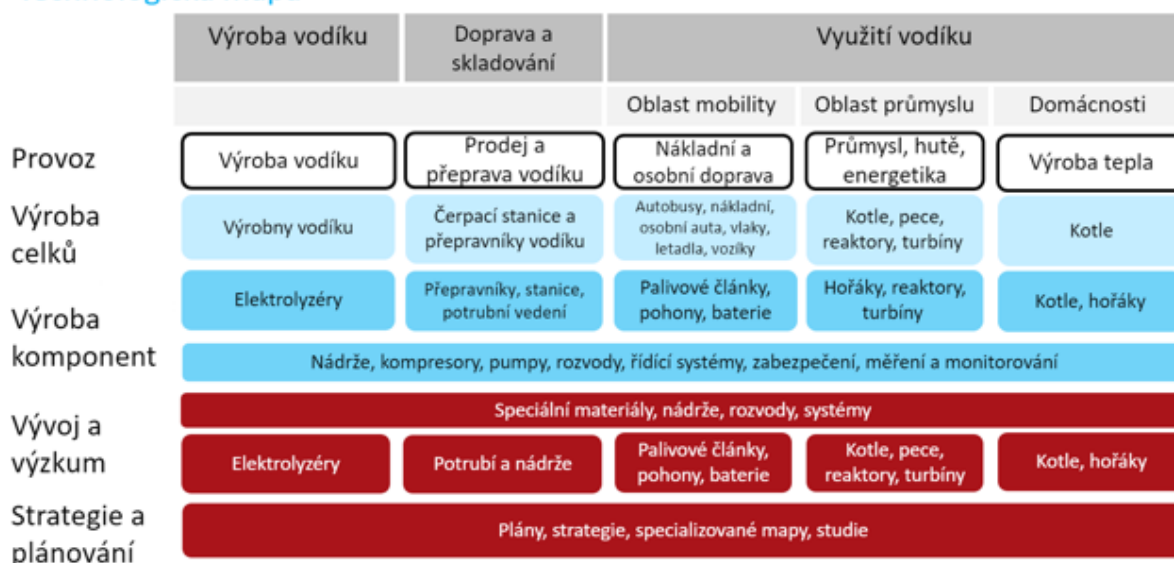 Výroba vodíku
Doprava a
skladování
Využití vodíku
Oblast mobility
Oblast průmyslu
Domácnosti
Provoz
Výroba vodíku
Prodej a
přeprava vodíku
Nákladní a
osobní doprava
Průmysl, hutě,
energetika
Výroba tepla
Výroba
celků
Výrobny vodíku
Čerpací stanice a
přepravníky vodíku
Autobusy, nákladní,
osobní auta, vlaky,
letadla, vozíky
Kotle, pece,
reaktory, turbíny
Kotle
Výroba
komponent
Elektrolyzéry
Přepravníky, stanice,
potrubní vedení
Palivové články,
pohony, baterie
Hořáky, reaktory,
turbíny
Kotle, hořáky
Nádrže, kompresory, pumpy, rozvody, řídící systémy, zabezpečení, měření a monitorování
Vývoj a
výzkum
Speciální materiály, nádrže, rozvody, systémy
Elektrolyzéry
Potrubí a nádrže
Palivové články,
pohony, baterie
Kotle, pece,
reaktory, turbíny
Kotle, hořáky
Strategie a
plánování
Plány, strategie, specializované mapy, studie